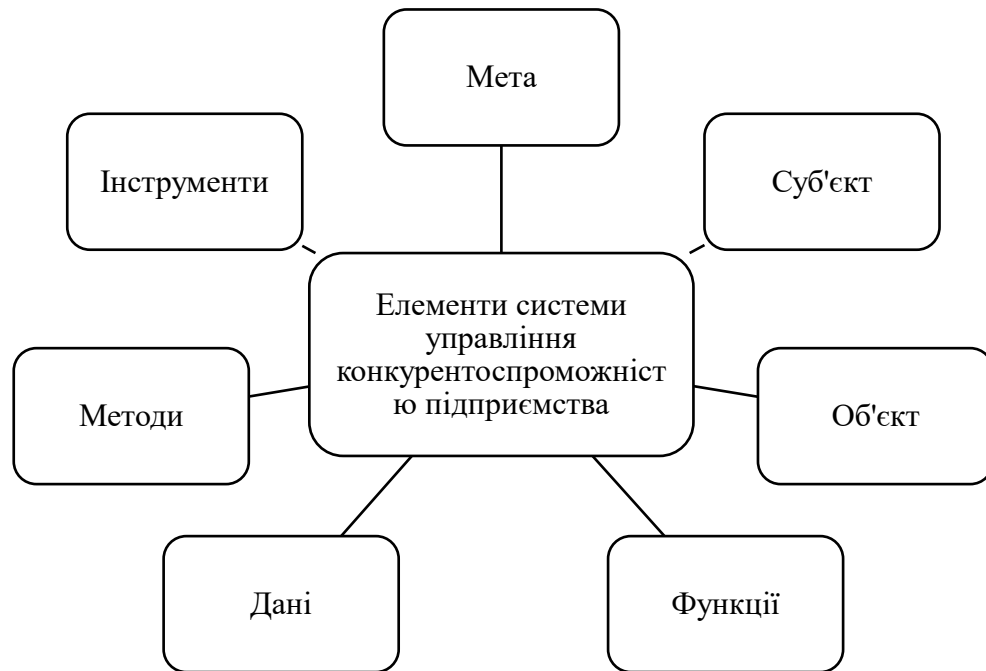 Мета
Інструменти
Суб'єкт
Елементи системи
управління
конкурентоспроможніст
ю підприємства
Методи
Об'єкт
Дані
Функції